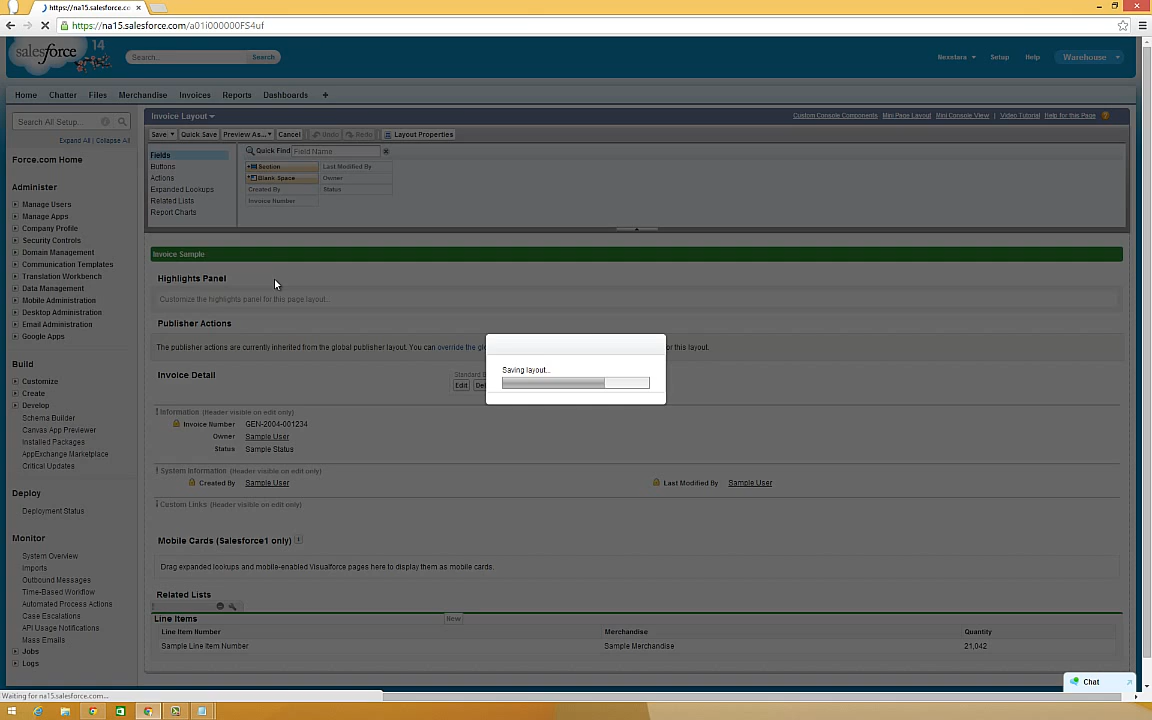 https://na15.salesforce.com/
https://na15.salesforce.com/a01i000000FS4uf
salesforce 14
Search...
Search
Setup
Help
Warehouse
Home
Chatter
Files
Merchandise
Invoices
Reports
Dashboards
+
Search All Setup...
Expand All | Collapse All
Force.com Home
Administer
Manage Users
Manage Apps
Company Profile
Security Controls
Domain Management
Communication Templates
Translation Workbench
Data Management
Mobile Administration
Desktop Administration
Email Administration
Google Apps
Build
Customize
Create
Develop
Schema Builder
Canvas App Previewer
Installed Packages
AppExchange Marketplace
Critical Updates
Deploy
Deployment Status
Monitor
System Overview
Imports
Outbound Messages
Time-Based Workflow
Automated Process Actions
Case Escalations
API Usage Notifications
Mass Emails
Jobs
Logs
Invoice Layout
Custom Console Components
Mini Page Layout
Mini Console View
|
Video Tutorial
Help for this Page
Save
Quick Save
Preview As...
Cancel
Undo
Redo
Layout Properties
Fields
Buttons
Actions
Expanded Lookups
Related Lists
Report Charts
Quick Find
Field Name
Section
Last Modified By
Blank Space
Owner
Created By
Status
Invoice Number
Invoice Sample
Highlights Panel
Customize the highlights panel for this page layout...
Publisher Actions
The publisher actions are currently inherited from the global publisher layout. You can override the
for this layout.
Saving layout...
Invoice Detail
Standard
Edit
Information (Header visible on edit only)
Invoice Number
GEN-2004-001234
Owner
Sample User
Status
Sample Status
System Information (Header visible on edit only)
Created By
Sample User
Last Modified By
Sample User
Custom Links (Header visible on edit only)
Mobile Cards (Salesforce1 only)
Drag expanded lookups and mobile-enabled Visualforce pages here to display them as mobile cards.
Related Lists
Line Items
New
Line Item Number
Merchandise
Quantity
Sample Line Item Number
Sample Merchandise
21,042
Chat
Waiting for na15.salesforce.com...